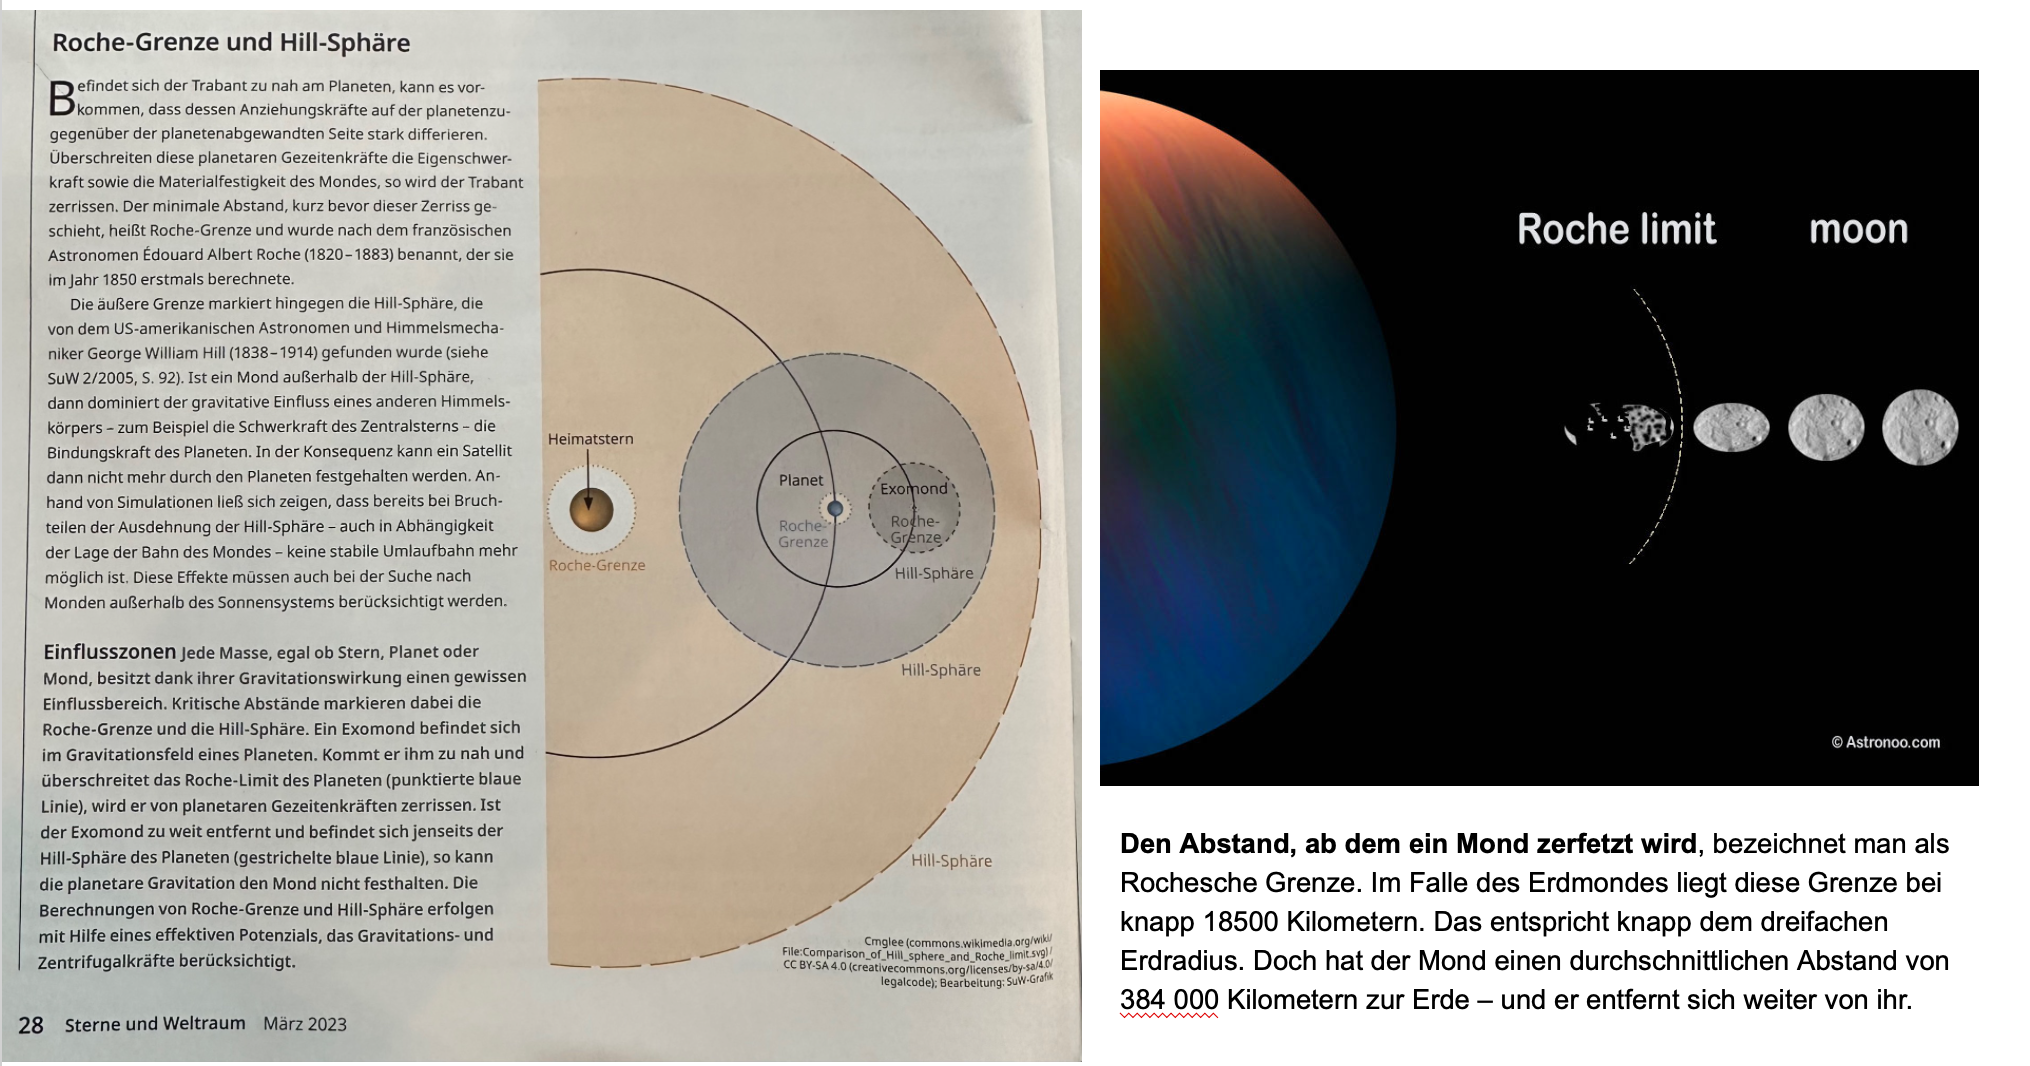 Roche-Grenze und Hill-Sphäre
Befindet sich der Trabant zu nah am Planeten, kann es vor-
kommen, dass dessen Anziehungskräfte auf der planetenzu-
gegenüber der planetenabgewandten Seite stark differieren.
Überschreiten diese planetaren Gezeitenkräfte die Eigenschwer-
kraft sowie die Materialfestigkeit des Mondes, so wird der Trabant
zerrissen. Der minimale Abstand, kurz bevor dieser Zerriss ge-
schieht, heißt Roche-Grenze und wurde nach dem französischen
Astronomen Édouard Albert Roche (1820–1883) benannt, der sie
im Jahr 1850 erstmals berechnete.
Die äußere Grenze markiert hingegen die Hill-Sphäre, die
von dem US-amerikanischen Astronomen und Himmelsmecha-
niker George William Hill (1838–1914) gefunden wurde (siehe
SuW 2/2005, S. 92). Ist ein Mond außerhalb der Hill-Sphäre,
dann dominiert der gravitative Einfluss eines anderen Himmels-
körpers – zum Beispiel die Schwerkraft des Zentralsterns – die
Bindungskraft des Planeten. In der Konsequenz kann ein Satellit
dann nicht mehr durch den Planeten festgehalten werden. An-
hand von Simulationen ließ sich zeigen, dass bereits bei Bruch-
teilen der Ausdehnung der Hill-Sphäre – auch in Abhängigkeit
der Lage der Bahn des Mondes – keine stabile Umlaufbahn mehr
möglich ist. Diese Effekte müssen auch bei der Suche nach
Monden außerhalb des Sonnensystems berücksichtigt werden.
Einflusszonen Jede Masse, egal ob Stern, Planet oder
Mond, besitzt dank ihrer Gravitationswirkung einen gewissen
Einflussbereich. Kritische Abstände markieren dabei die
Roche-Grenze und die Hill-Sphäre. Ein Exomond befindet sich
im Gravitationsfeld eines Planeten. Kommt er ihm zu nah und
überschreitet das Roche-Limit des Planeten (punktierte blaue
Linie), wird er von planetaren Gezeitenkräften zerrissen. Ist
der Exomond zu weit entfernt und befindet sich jenseits der
Hill-Sphäre des Planeten (gestrichelte blaue Linie), so kann
die planetare Gravitation den Mond nicht festhalten. Die
Berechnungen von Roche-Grenze und Hill-Sphäre erfolgen
mit Hilfe eines effektiven Potenzials, das Gravitations- und
Zentrifugalkräfte berücksichtigt.
28 Sterne und Weltraum März 2023
Heimatstern
Roche-Grenze
Planet
Roche-
Grenze
Exomond
Roche-
Grenze
Hill-Sphäre
Hill-Sphäre
Hill-Sphäre
Cmglee (commons.wikimedia.org/wiki/
File:Comparison_of_Hill_sphere_and_Roche_limit.svg) /
CC BY-SA 4.0 (creativecommons.org/licenses/by-sa/4.0/
legalcode); Bearbeitung: SuW-Grafik
Roche limit moon
© Astronoo.com
Den Abstand, ab dem ein Mond zerfetzt wird, bezeichnet man als
Rochesche Grenze. Im Falle des Erdmondes liegt diese Grenze bei
knapp 18500 Kilometern. Das entspricht knapp dem dreifachen
Erdradius. Doch hat der Mond einen durchschnittlichen Abstand von
384 000 Kilometern zur Erde – und er entfernt sich weiter von ihr.